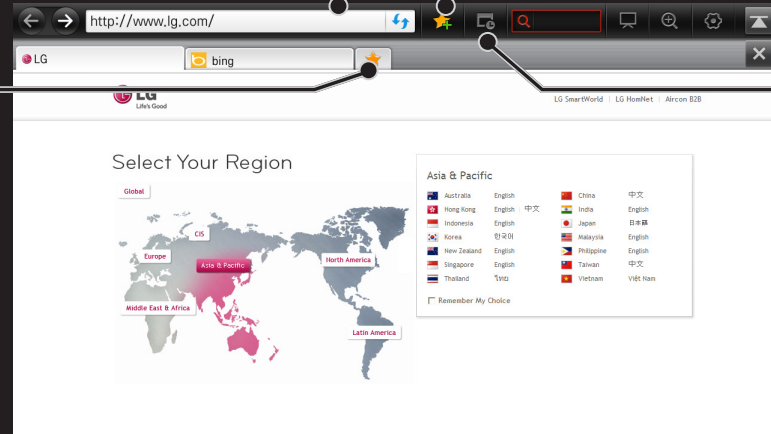 http://www.lg.com/
LG
bing
LG
Life's Good
LG SmartWorld | LG HomNet | Aircon B2B
Select Your Region
Global
CIS
Europe
Asia & Pacific
North America
Middle East & Africa
Latin America
Asia & Pacific
Australia English China 中文
Hong Kong English | 中文 India English
Indonesia English Japan 日本語
Korea 한국어 Malaysia English
New Zealand English Philippine English
Singapore English Taiwan 中文
Thailand ไทย Vietnam Việt Nam
Remember My Choice